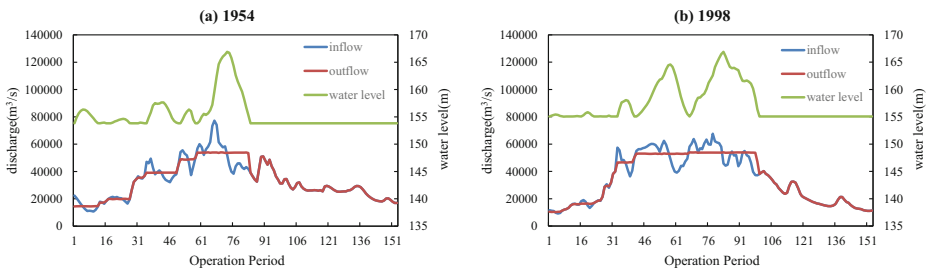 (a) 1954
140000
120000
100000
80000
60000
40000
20000
0
discharge(m³/s)
170
165
160
155
150
145
140
135
water level(m)
inflow
outflow
water level
1 16 31 46 61 76 91 106 121 136 151
Operation Period
(b) 1998
140000
120000
100000
80000
60000
40000
20000
0
discharge(m³/s)
170
165
160
155
150
145
140
135
water level(m)
inflow
outflow
water level
1 16 31 46 61 76 91 106 121 136 151
Operation Period